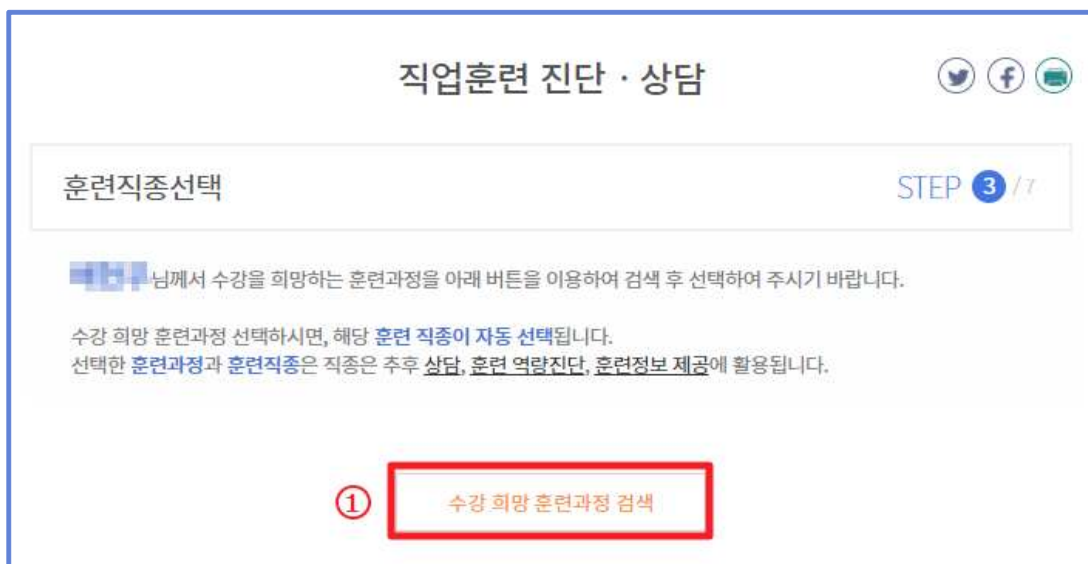 직업훈련 진단 · 상담
훈련직종선택
STEP 3 / 7
님께서 수강을 희망하는 훈련과정을 아래 버튼을 이용하여 검색 후 선택하여 주시기 바랍니다.
수강 희망 훈련과정 선택하시면, 해당 훈련 직종이 자동 선택됩니다.
선택한 훈련과정과 훈련직종은 직종은 추후 상담, 훈련 역량진단, 훈련정보 제공에 활용됩니다.
① 수강 희망 훈련과정 검색